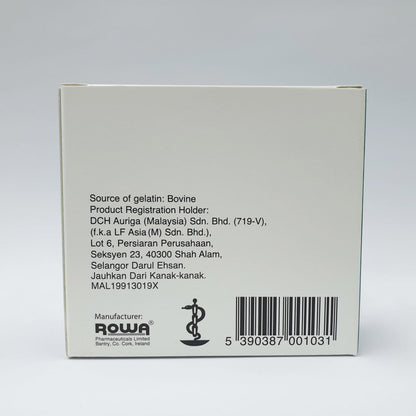 Source of gelatin: Bovine
Product Registration Holder:
DCH Auriga (Malaysia) Sdn. Bhd. (719-V),
(f.k.a LF Asia (M) Sdn. Bhd.),
Lot 6, Persiaran Perusahaan,
Seksyen 23, 40300 Shah Alam,
Selangor Darul Ehsan.
Jauhkan Dari Kanak-kanak.
MAL19913019X
Manufacturer:
ROWA®
Pharmaceuticals Limited
Bantry, Co. Cork, Ireland
5 390387 001031